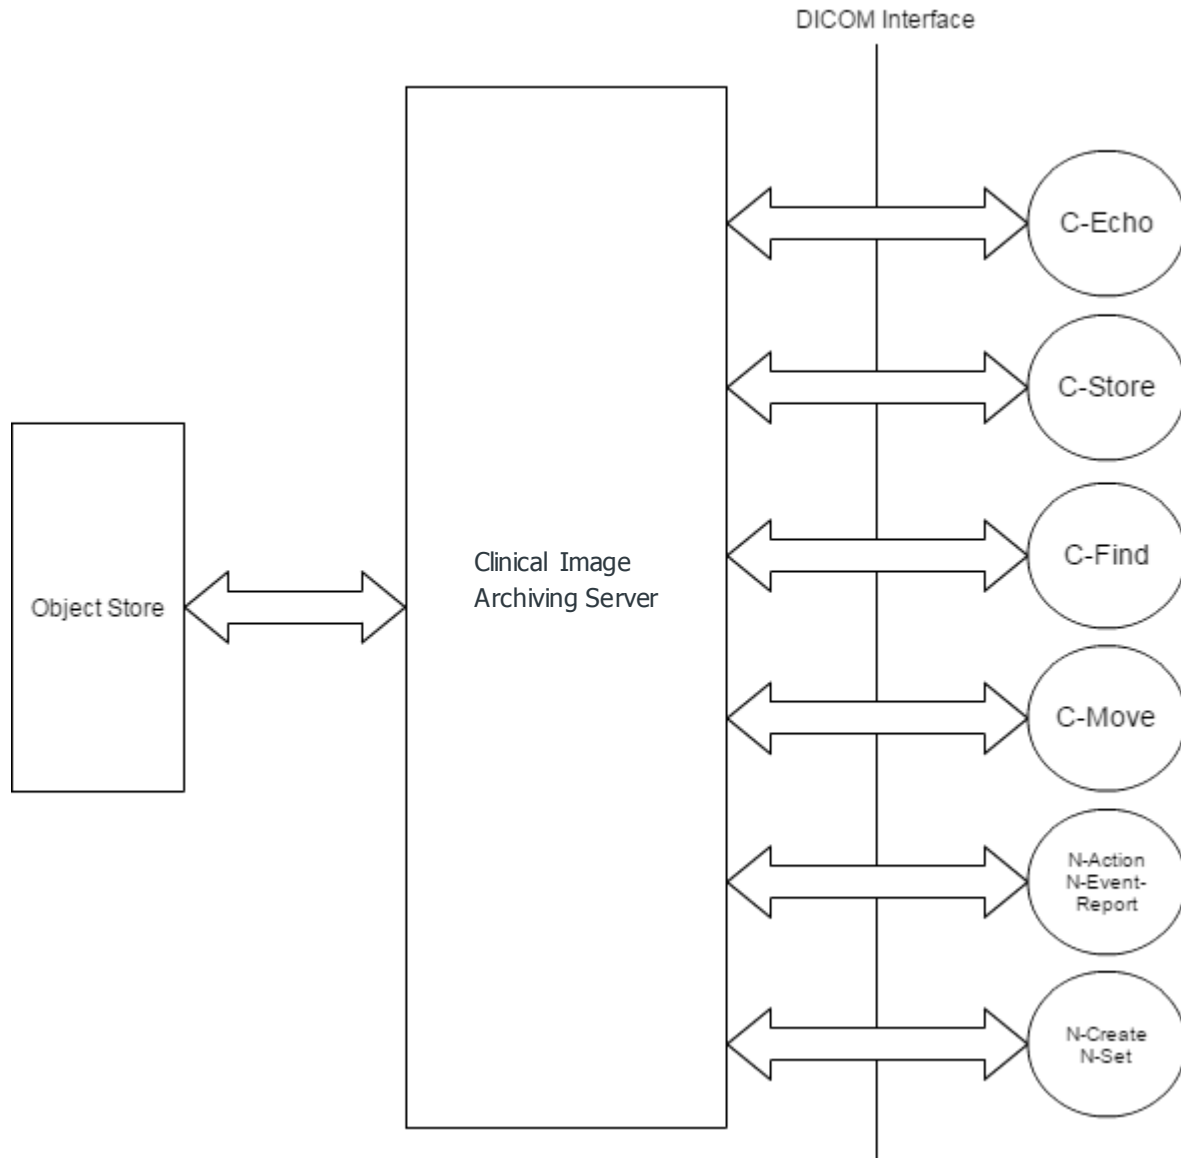 DICOM Interface
C-Echo
C-Store
C-Find
Clinical Image
Archiving Server
Object Store
C-Move
N-Action
N-Event-
Report
N-Create
N-Set